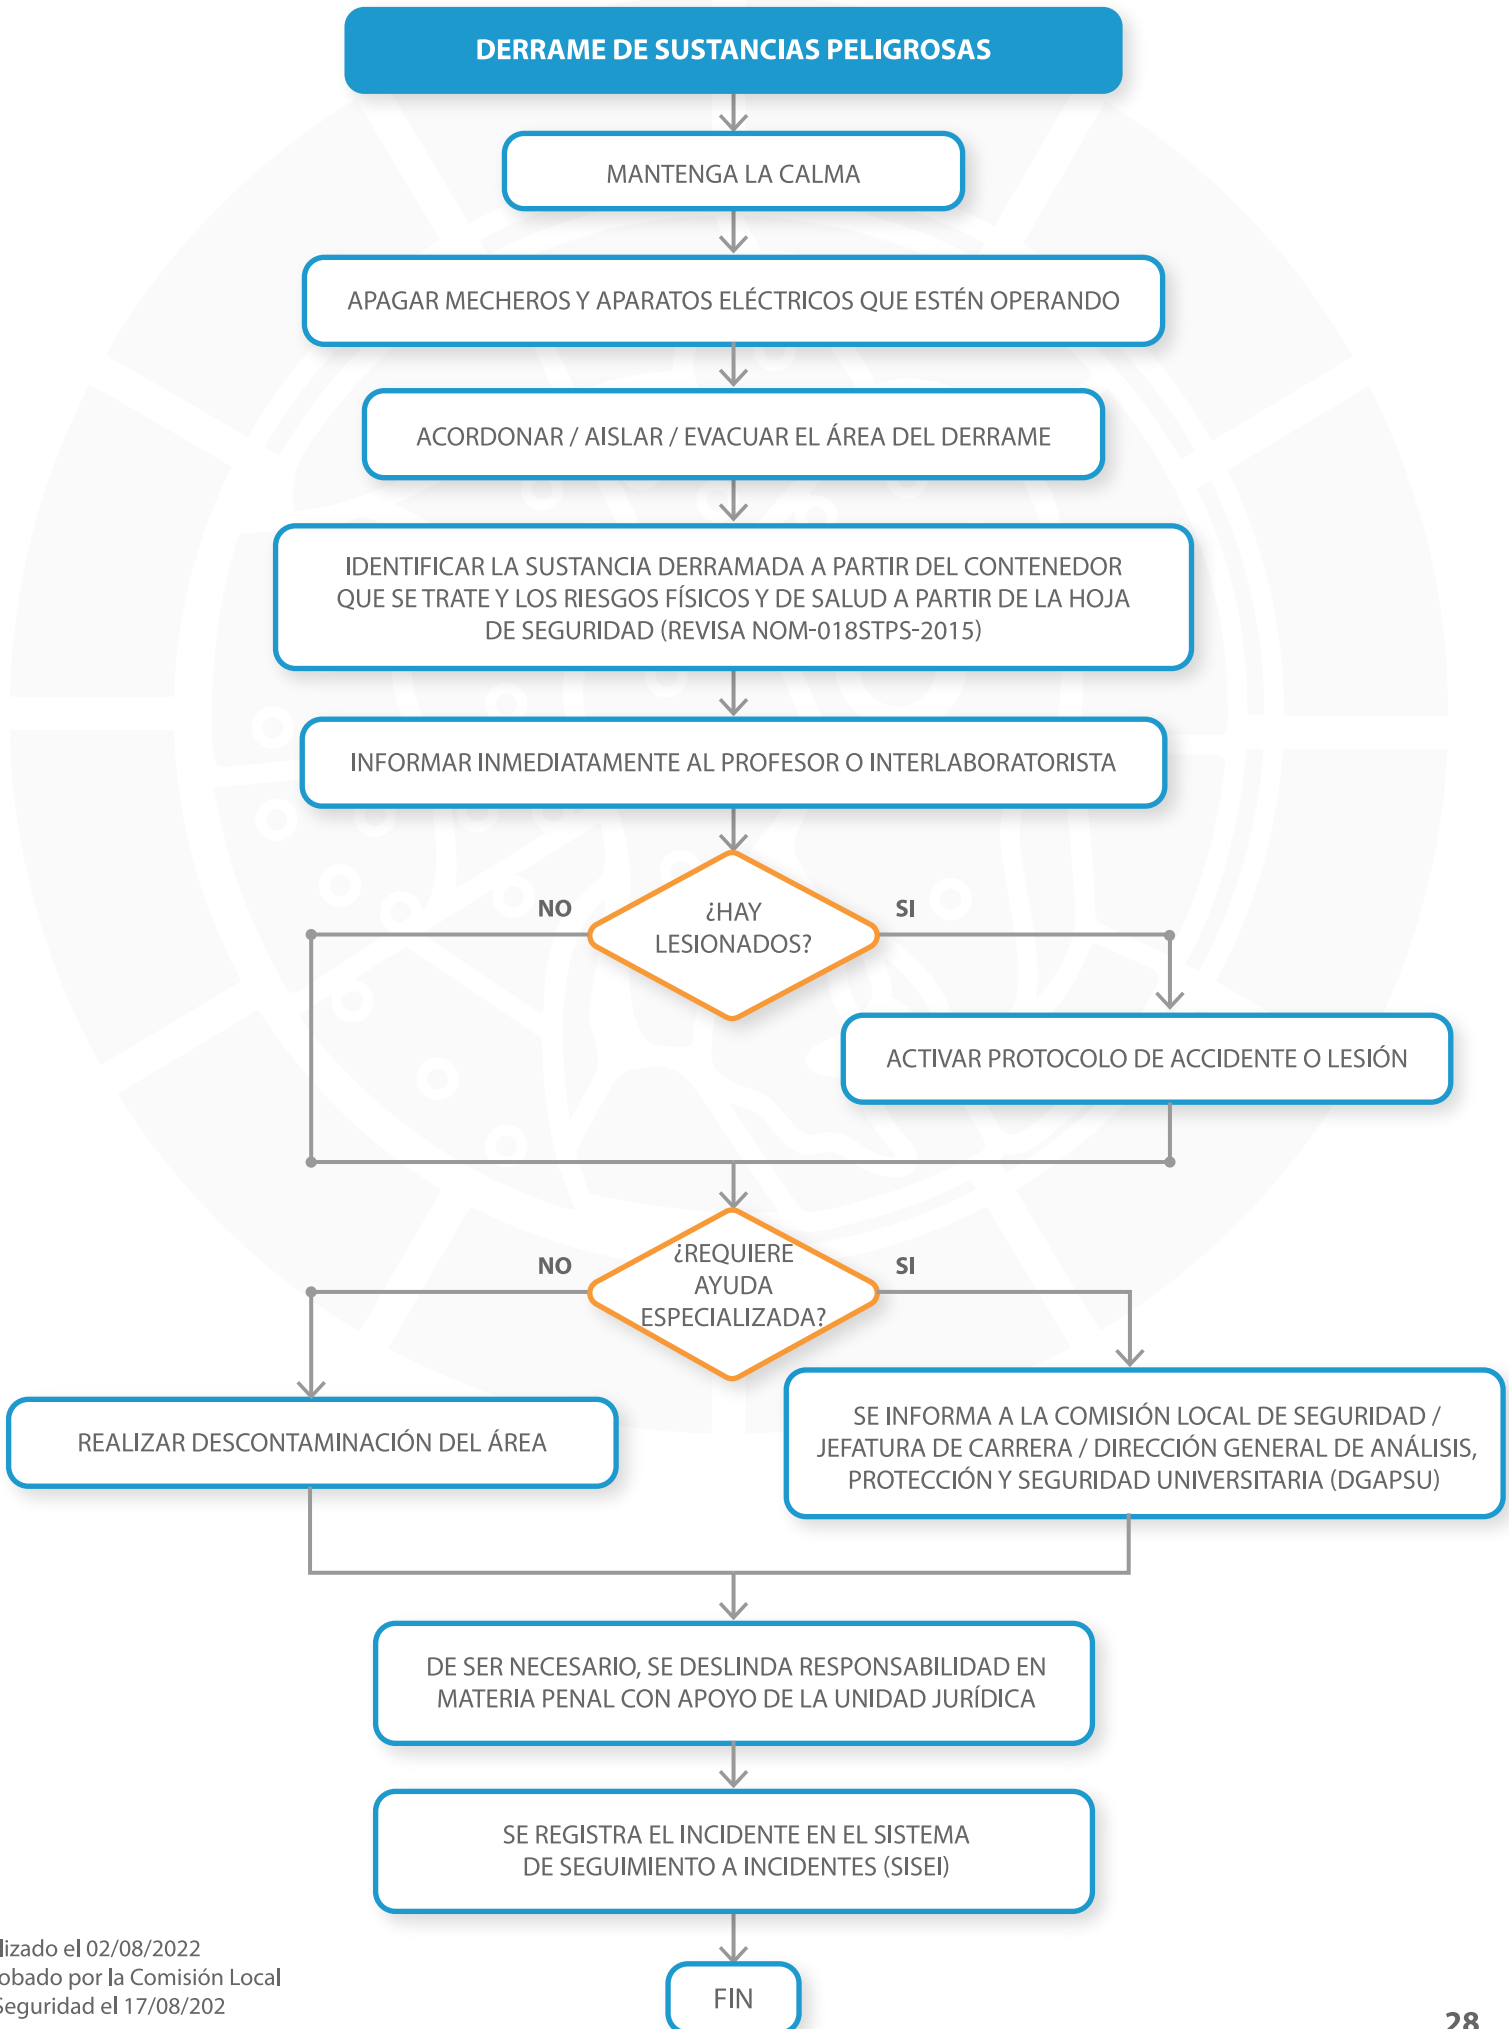 DERRAME DE SUSTANCIAS PELIGROSAS
MANTENGA LA CALMA
APAGAR MECHEROS Y APARATOS ELÉCTRICOS QUE ESTÉN OPERANDO
ACORDONAR / AISLAR / EVACUAR EL ÁREA DEL DERRAME
IDENTIFICAR LA SUSTANCIA DERRAMADA A PARTIR DEL CONTENEDOR
QUE SE TRATE Y LOS RIESGOS FÍSICOS Y DE SALUD A PARTIR DE LA HOJA
DE SEGURIDAD (REVISA NOM-018STPS-2015)
INFORMAR INMEDIATAMENTE AL PROFESOR O INTERLABORATORISTA
NO
¿HAY
LESIONADOS?
SI
ACTIVAR PROTOCOLO DE ACCIDENTE O LESIÓN
NO
¿REQUIERE
AYUDA
ESPECIALIZADA?
SI
REALIZAR DESCONTAMINACIÓN DEL ÁREA
SE INFORMA A LA COMISIÓN LOCAL DE SEGURIDAD /
JEFATURA DE CARRERA / DIRECCIÓN GENERAL DE ANÁLISIS,
PROTECCIÓN Y SEGURIDAD UNIVERSITARIA (DGAPSU)
DE SER NECESARIO, SE DESLINDA RESPONSABILIDAD EN
MATERIA PENAL CON APOYO DE LA UNIDAD JURÍDICA
SE REGISTRA EL INCIDENTE EN EL SISTEMA
DE SEGUIMIENTO A INCIDENTES (SISEI)
FIN
lizado el 02/08/2022
obado por la Comisión Local
Seguridad el 17/08/202
28